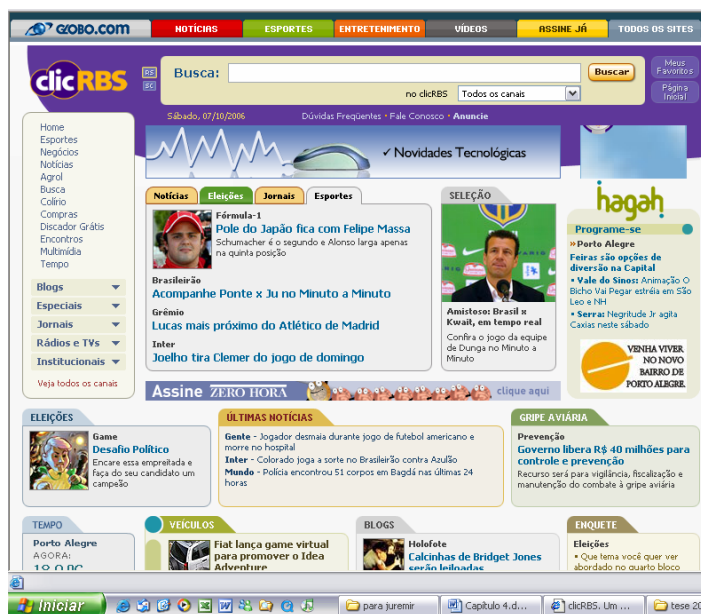 GLOBO.COM
NOTÍCIAS
ESPORTES
ENTRETENIMENTO
VÍDEOS
ASSINE JÁ
TODOS OS SITES
clicRBS
RS
SC
Busca:
Buscar
no clicRBS
Todos os canais
Meus
Favoritos
Página
Inicial
Sábado, 07/10/2006
Dúvidas Freqüentes • Fale Conosco • Anuncie
Home
Esportes
Negócios
Notícias
Agrol
Busca
Colírio
Compras
Discador Grátis
Encontros
Multimídia
Tempo
Blogs
Especiais
Jornais
Rádios e TVs
Institucionais
Veja todos os canais
✓ Novidades Tecnológicas
Notícias
Eleições
Jornais
Esportes
Fórmula-1
Pole do Japão fica com Felipe Massa
Schumacher é o segundo e Alonso larga apenas
na quinta posição
Brasileirão
Acompanhe Ponte x Ju no Minuto a Minuto
Grêmio
Lucas mais próximo do Atlético de Madrid
Inter
Joelho tira Clemer do jogo de domingo
SELEÇÃO
Amistoso: Brasil x
Kwait, em tempo real
Confira o jogo da equipe
de Dunga no Minuto a
Minuto
hagah
Programe-se
»Porto Alegre
Feiras são opções de
diversão na Capital
• Vale do Sinos: Animação O
Bicho Vai Pegar estréia em São
Leo e NH
• Serra: Negritude Jr agita
Caxias neste sábado
VENHA VIVER
NO NOVO
BAIRRO DE
PORTO ALEGRE.
Assine ZERO HORA
clique aqui
ELEIÇÕES
Game
Desafio Político
Encare essa empreitada e
faça do seu candidato um
campeão
ÚLTIMAS NOTÍCIAS
Gente - Jogador desmaia durante jogo de futebol americano e
morre no hospital
Inter - Colorado joga a sorte no Brasileirão contra Azulão
Mundo - Polícia encontrou 51 corpos em Bagdá nas últimas 24
horas
GRIPE AVIÁRIA
Prevenção
Governo libera R$ 40 milhões para
controle e prevenção
Recurso será para vigilância, fiscalização e
manutenção do combate à gripe aviária
TEMPO
Porto Alegre
AGORA:
VEÍCULOS
Fiat lança game virtual
para promover o Idea
Adventure
BLOGS
Holofote
Calcinhas de Bridget Jones
serão leiloadas
ENQUETE
Eleições
• Que tema você quer ver
abordado no quarto bloco
Iniciar
para juremir
Capítulo 4.d...
clicRBS. Um ...
tese 20